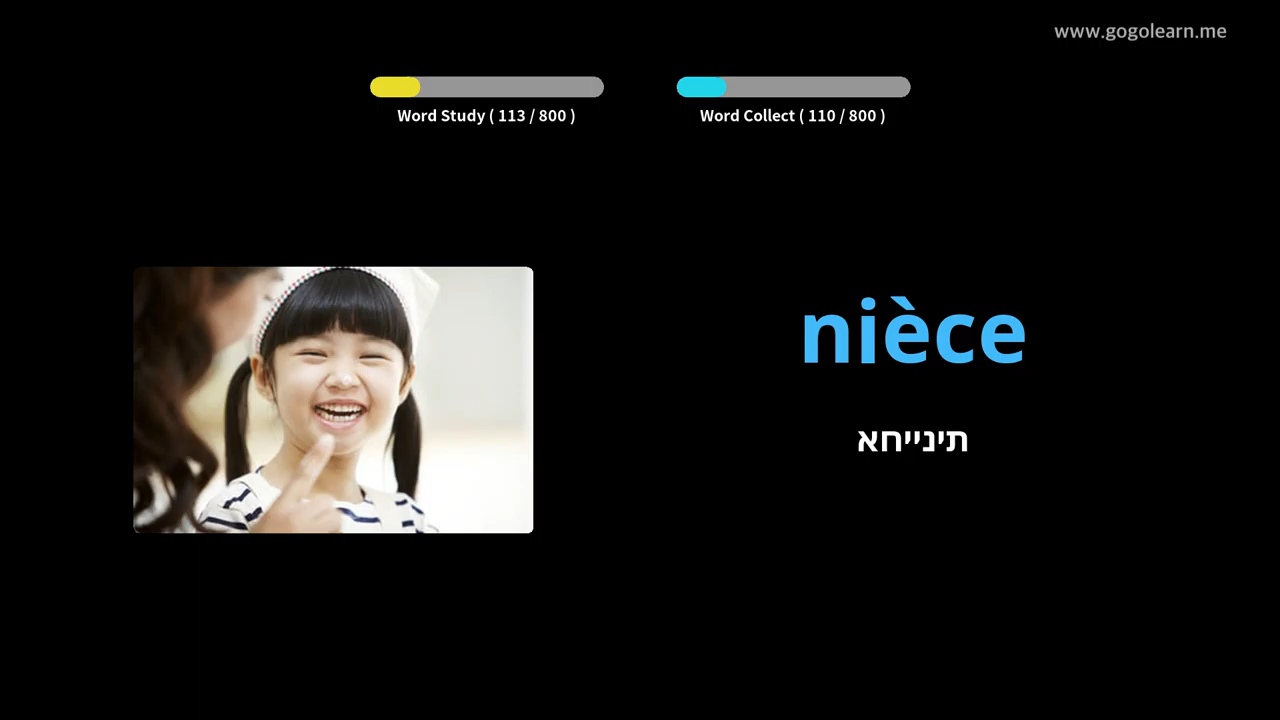 www.gogolearn.me
Word Study ( 113 / 800 )
Word Collect ( 110 / 800 )
nièce
תינייחא